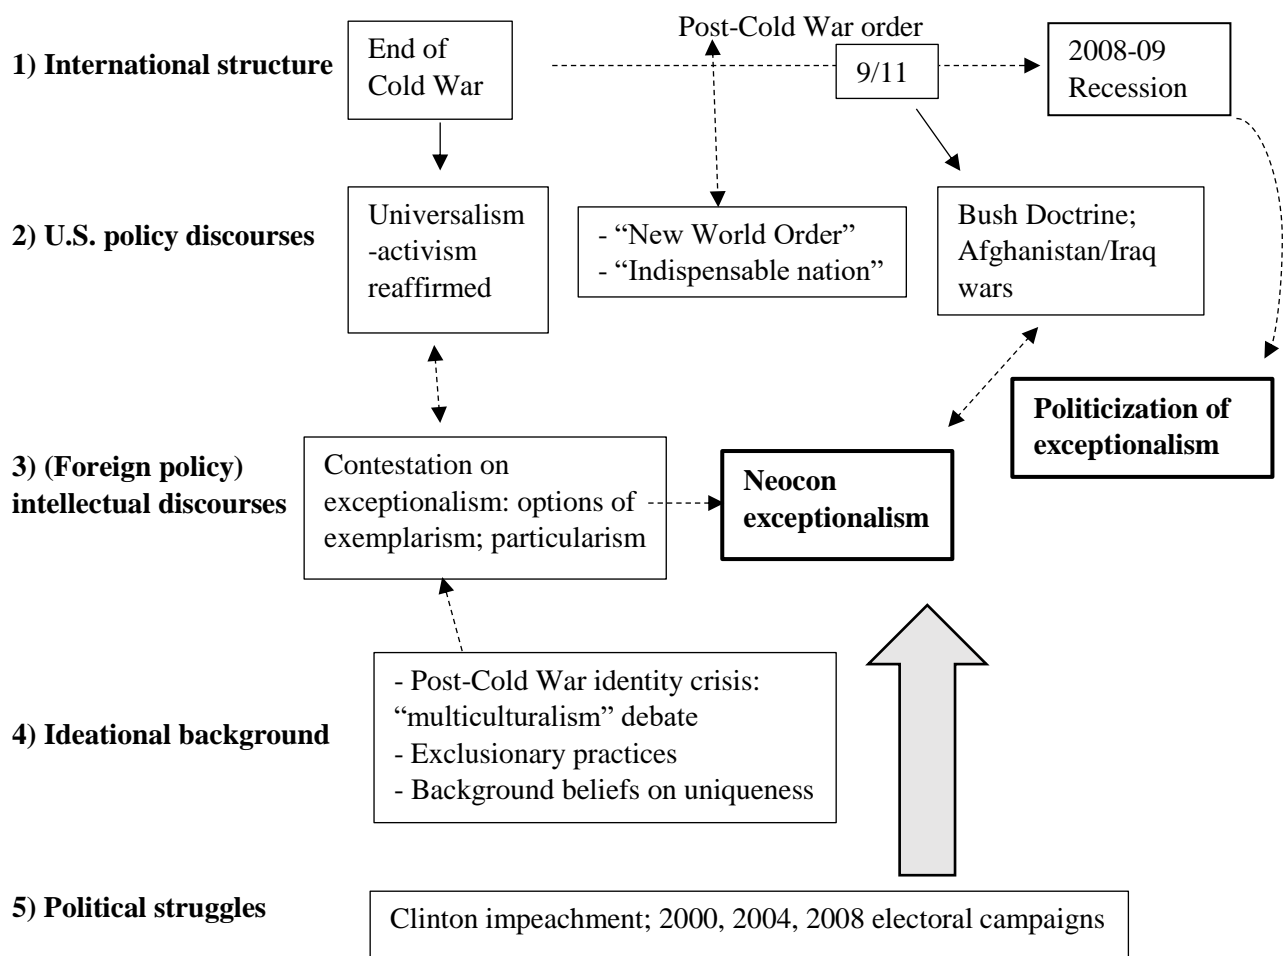 Post-Cold War order
1) International structure
End of
Cold War
9/11
2008-09
Recession
2) U.S. policy discourses
Universalism
-activism
reaffirmed
- “New World Order”
- “Indispensable nation”
Bush Doctrine;
Afghanistan/Iraq
wars
Politicization of
exceptionalism
3) (Foreign policy)
intellectual discourses
Contestation on
exceptionalism: options of
exemplarism; particularism
Neocon
exceptionalism
4) Ideational background
- Post-Cold War identity crisis:
“multiculturalism” debate
- Exclusionary practices
- Background beliefs on uniqueness
5) Political struggles
Clinton impeachment; 2000, 2004, 2008 electoral campaigns